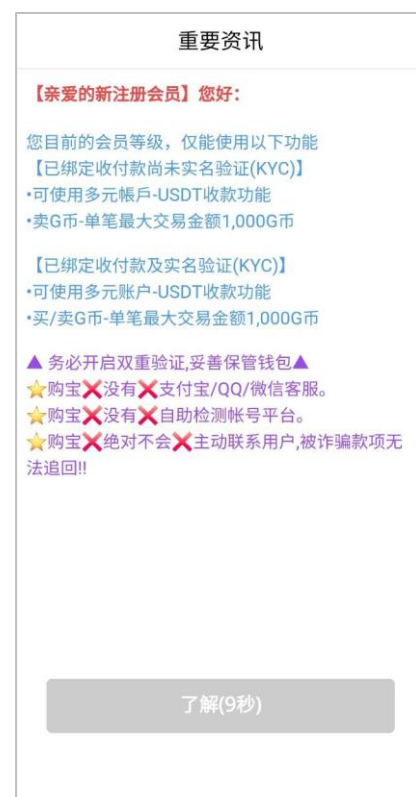 重要资讯
【亲爱的新注册会员】您好：
您目前的会员等级，仅能使用以下功能
【已绑定收付款尚未实名验证(KYC)】
•可使用多元帳戶-USDT收款功能
•卖G币-单笔最大交易金额1,000G币
【已绑定收付款及实名验证(KYC)】
•可使用多元账户-USDT收款功能
•买/卖G币-单笔最大交易金额1,000G币
▲ 务必开启双重验证,妥善保管钱包▲
⭐购宝❌没有❌支付宝/QQ/微信客服。
⭐购宝❌没有❌自助检测帐号平台。
⭐购宝❌绝对不会❌主动联系用户,被诈骗款项无
法追回!!
了解(9秒)